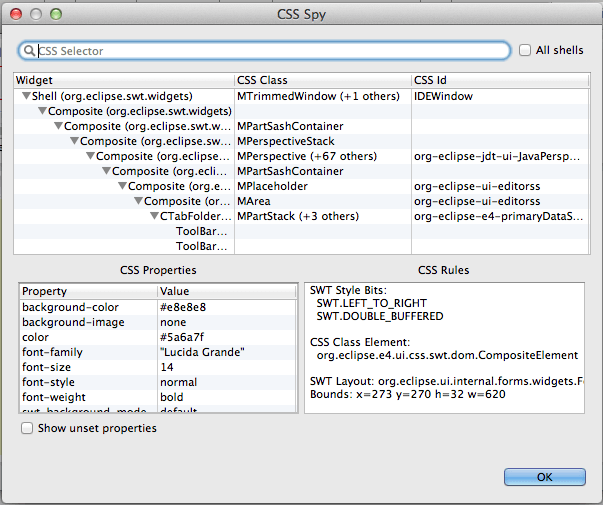 CSS Spy
CSS Selector
All shells
Widget CSS Class CSS Id
Shell (org.eclipse.swt.widgets) MTrimmedWindow (+1 others) IDEWindow
Composite (org.eclipse.swt.widgets)
Composite (org.eclipse.swt.w... MPartSashContainer
Composite (org.eclipse.sw... MPerspectiveStack
Composite (org.eclipse... MPerspective (+67 others) org-eclipse-jdt-ui-JavaPersp...
Composite (org.ecli... MPartSashContainer
Composite (org.e... MPlaceholder org-eclipse-ui-editorss
Composite (org... MArea org-eclipse-ui-editorss
CTabFolder... MPartStack (+3 others) org-eclipse-e4-primaryDataS...
ToolBar...
ToolBar...
CSS Properties
Property Value
background-color #e8e8e8
background-image none
color #5a6a7f
font-family "Lucida Grande"
font-size 14
font-style normal
font-weight bold
swt-background-mode default
Show unset properties
CSS Rules
SWT Style Bits:
SWT.LEFT_TO_RIGHT
SWT.DOUBLE_BUFFERED
CSS Class Element:
org.eclipse.e4.ui.css.swt.dom.CompositeElement
SWT Layout: org.eclipse.ui.internal.forms.widgets.F
Bounds: x=273 y=270 h=32 w=620
OK